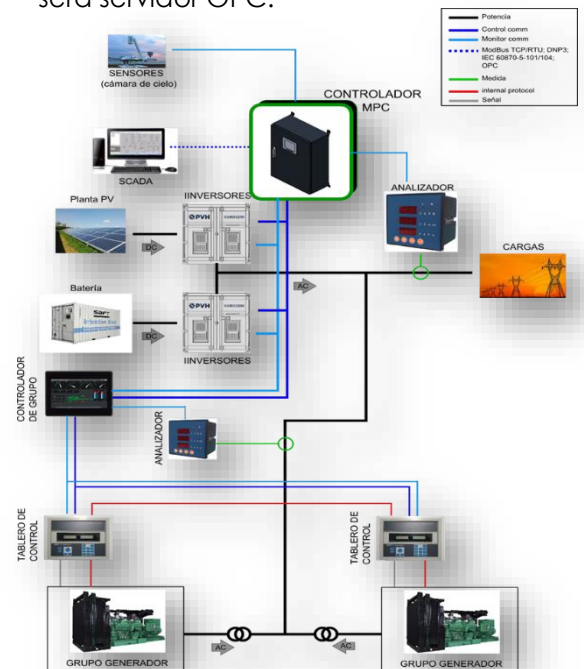 será servidor OPC.
Potencia
Control comm
Monitor comm
ModBus TCP/RTU; DNP3;
IEC 60870-5-101/104;
OPC
Medida
internal protocol
Señal
SENSORES
(cámara de cielo)
CONTROLADOR
MPC
SCADA
ANALIZADOR
Planta PV
IINVERSORES
PVH
DC
CARGAS
AC
Batería
saft
PVH
DC
IINVERSORES
CONTROLADOR
DE GRUPO
ANALIZADOR
TABLERO DE
CONTROL
TABLERO DE
CONTROL
GRUPO GENERADOR
AC
AC
GRUPO GENERADOR